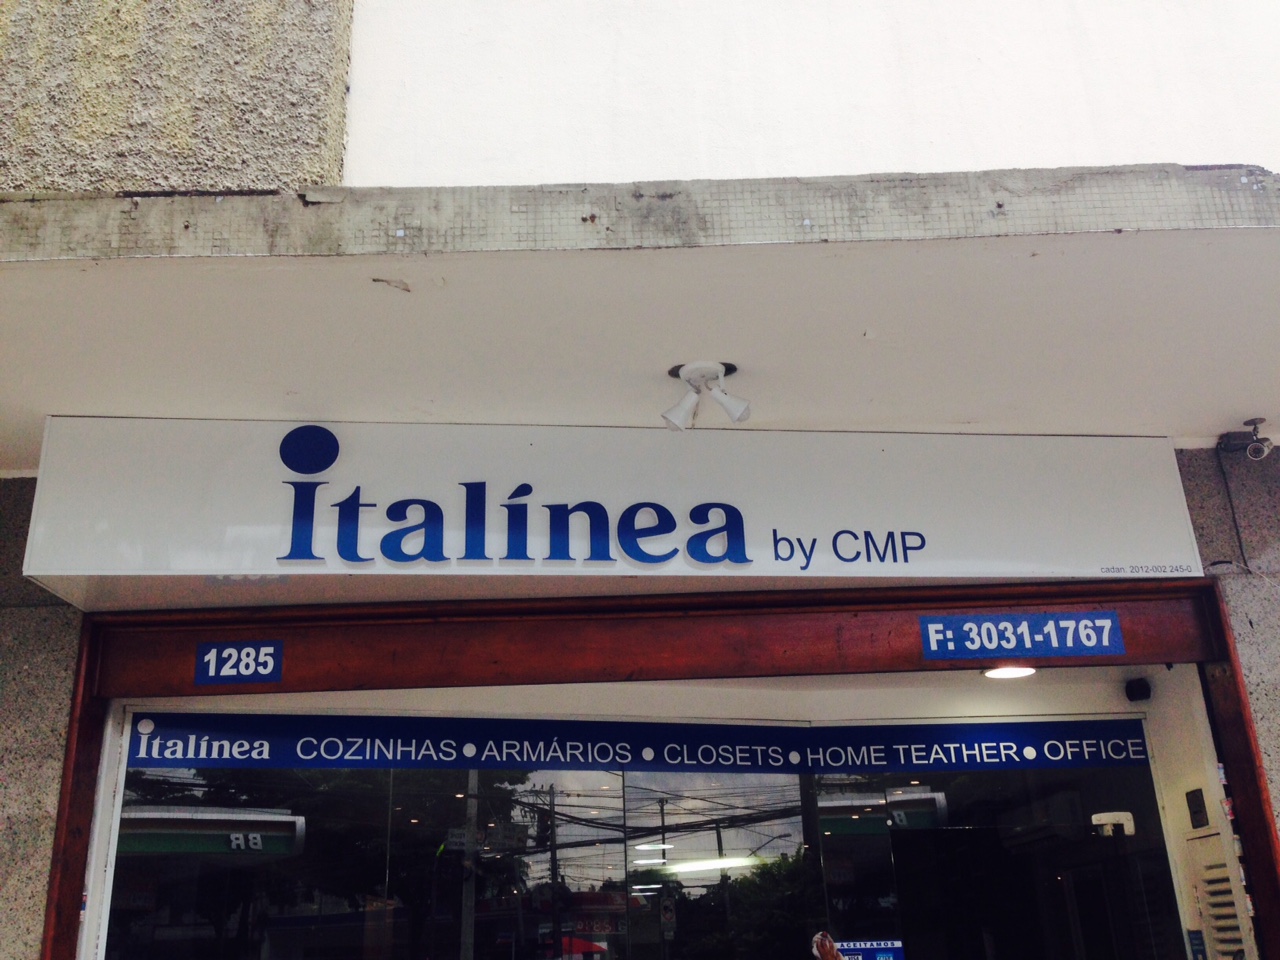 italínea by CMP
cadan. 2012-002 245-0
1285
F: 3031-1767
italínea COZINHAS • ARMÁRIOS • CLOSETS • HOME TEATHER • OFFICE
BR
ACEITAMOS
VISA